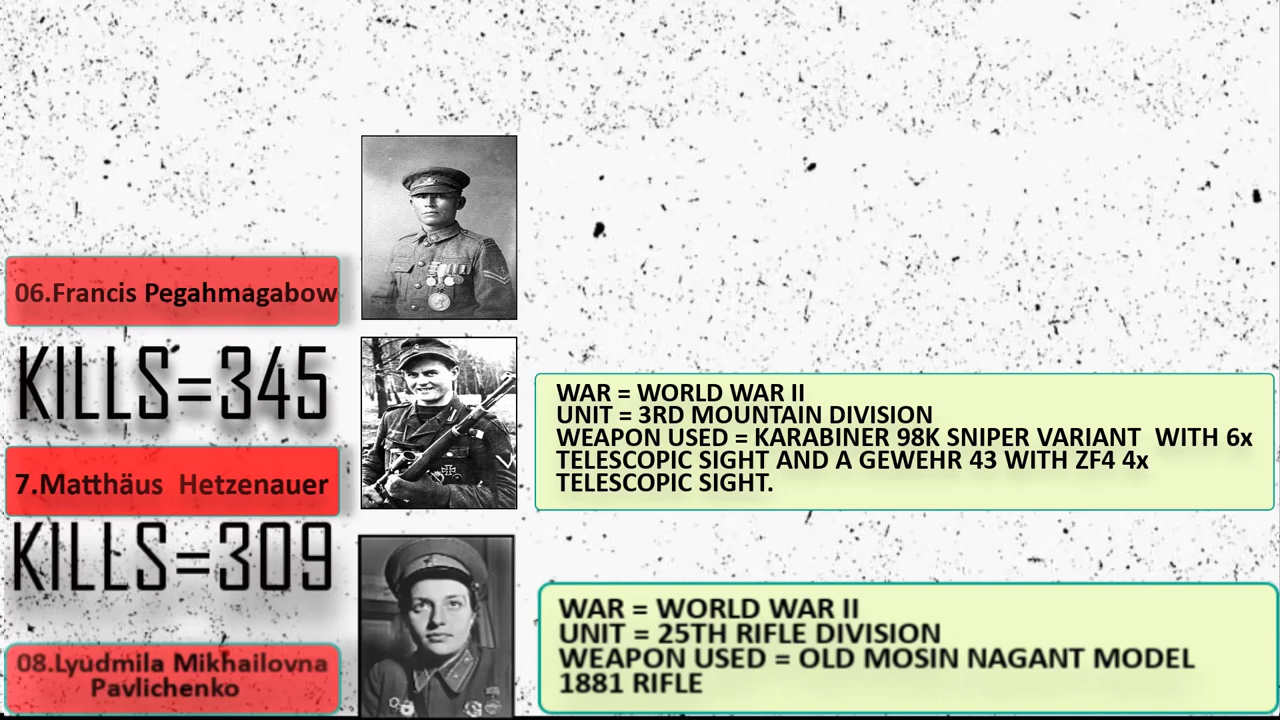 06.Francis Pegahmagabow
KILLS=345
7.Matthäus Hetzenauer
WAR = WORLD WAR II
UNIT = 3RD MOUNTAIN DIVISION
WEAPON USED = KARABINER 98K SNIPER VARIANT WITH 6x
TELESCOPIC SIGHT AND A GEWEHR 43 WITH ZF4 4x
TELESCOPIC SIGHT.
KILLS=309
08.Lyudmila Mikhailovna
Pavlichenko
WAR = WORLD WAR II
UNIT = 25TH RIFLE DIVISION
WEAPON USED = OLD MOSIN NAGANT MODEL
1881 RIFLE